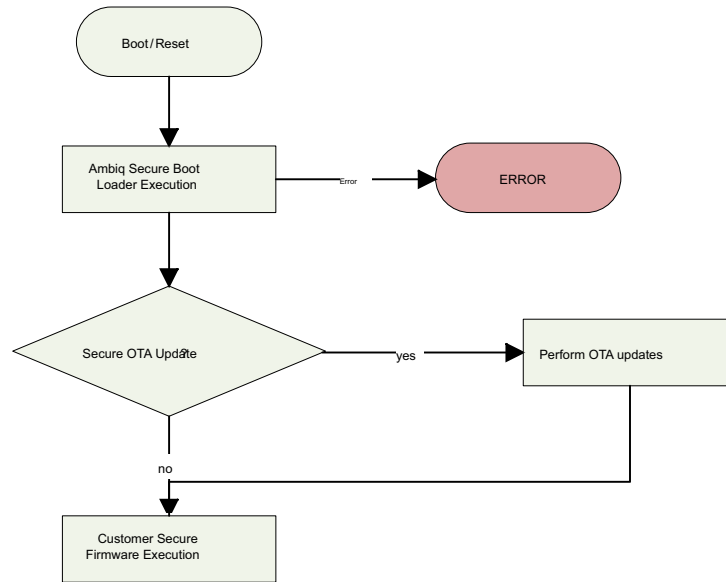 Boot/Reset
Ambiq Secure Boot
Loader Execution
Error
ERROR
Secure OTA Update?
yes
Perform OTA updates
no
Customer Secure
Firmware Execution